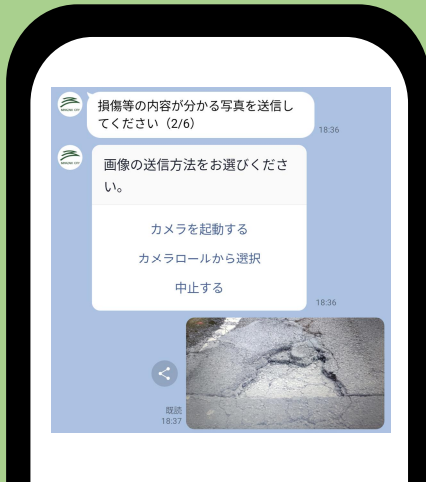 損傷等の内容が分かる写真を送信し
てください（2/6）
18:36
画像の送信方法をお選びくださ
い。
カメラを起動する
カメラロールから選択
中止する
18:36
既読
18:37